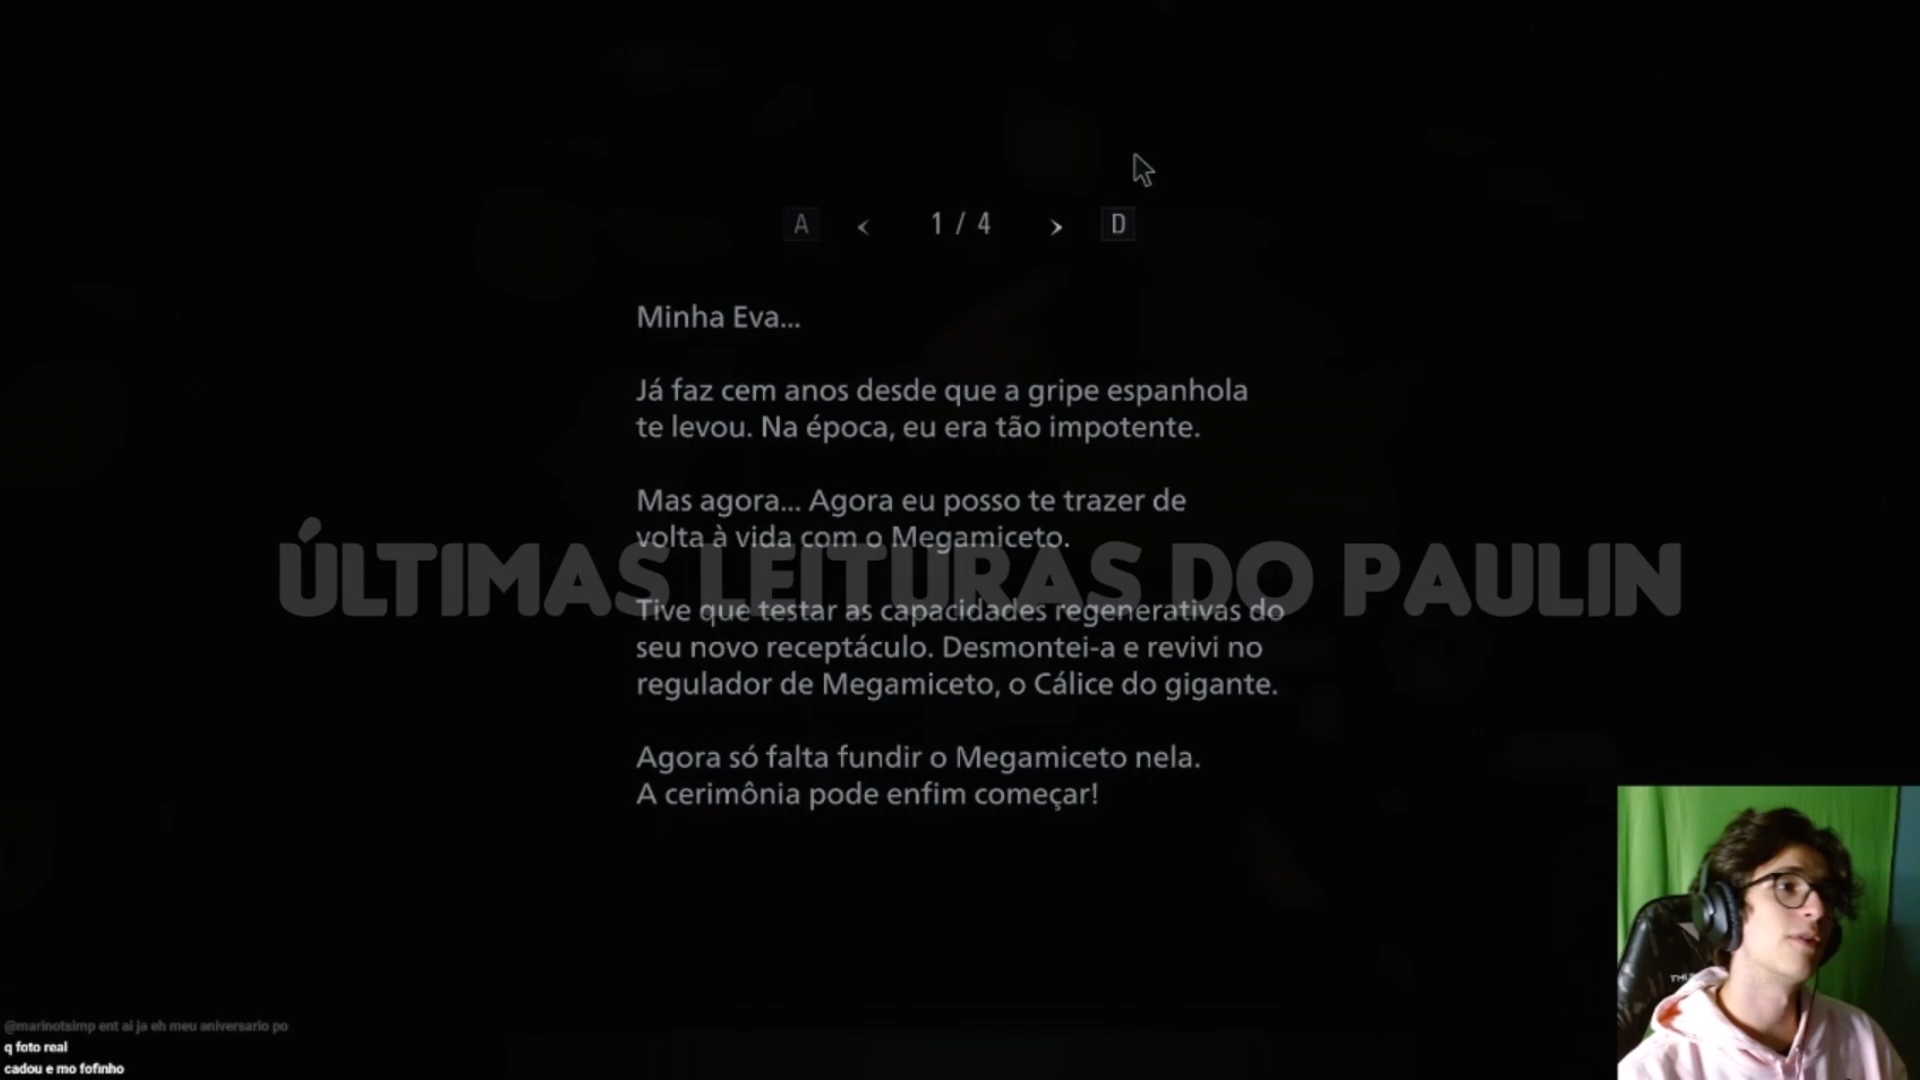 A < 1 / 4 > D
Minha Eva...
Já faz cem anos desde que a gripe espanhola
te levou. Na época, eu era tão impotente.
Mas agora... Agora eu posso te trazer de
volta à vida com o Megamiceto.
ÚLTIMAS LEITURAS DO PAULIN
Tive que testar as capacidades regenerativas do
seu novo receptáculo. Desmontei-a e revivi no
regulador de Megamiceto, o Cálice do gigante.
Agora só falta fundir o Megamiceto nela.
A cerimônia pode enfim começar!
@marinotsimp ent ai ja eh meu aniversario po
q foto real
cadou e mo fofinho